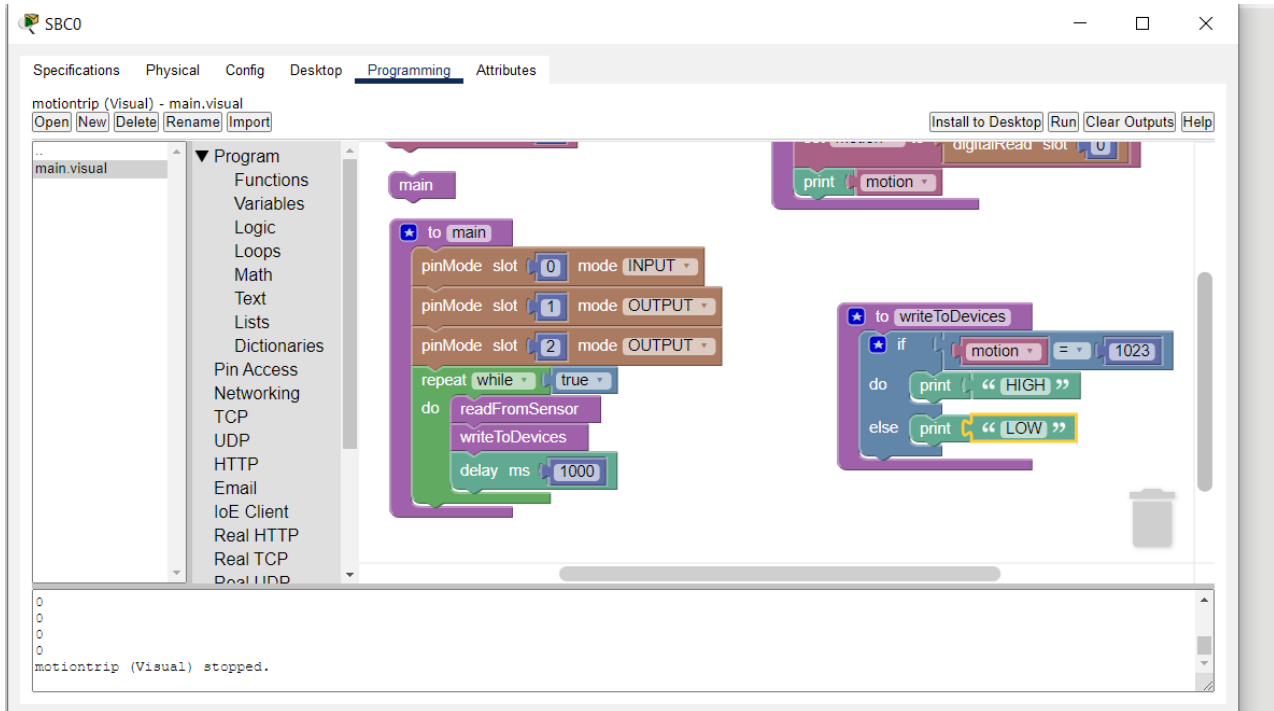 SBC0
Specifications Physical Config Desktop Programming Attributes
motiontrip (Visual) - main.visual
Open New Delete Rename Import
Install to Desktop Run Clear Outputs Help
..
main.visual
Program
Functions
Variables
Logic
Loops
Math
Text
Lists
Dictionaries
Pin Access
Networking
TCP
UDP
HTTP
Email
IoE Client
Real HTTP
Real TCP
Real UDP
main
to main
pinMode slot 0 mode INPUT
pinMode slot 1 mode OUTPUT
pinMode slot 2 mode OUTPUT
repeat while true
do readFromSensor
writeToDevices
delay ms 1000
set motion to digitalRead slot 0
print motion
to writeToDevices
if motion = 1023
do print “ HIGH ”
else print “ LOW ”
0
0
0
0
motiontrip (Visual) stopped.